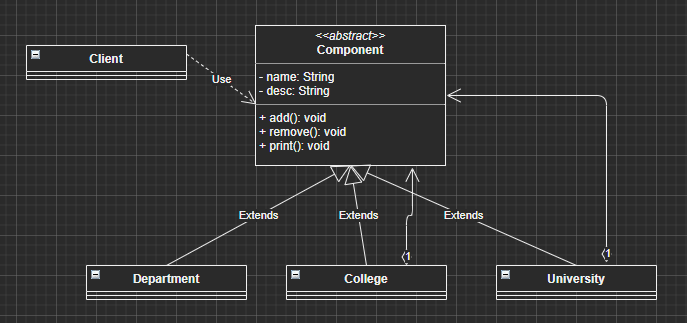 <<abstract>>
Component
Client
Use
- name: String
- desc: String
+ add(): void
+ remove(): void
+ print(): void
Extends
Extends
Extends
1
1
Department
College
University